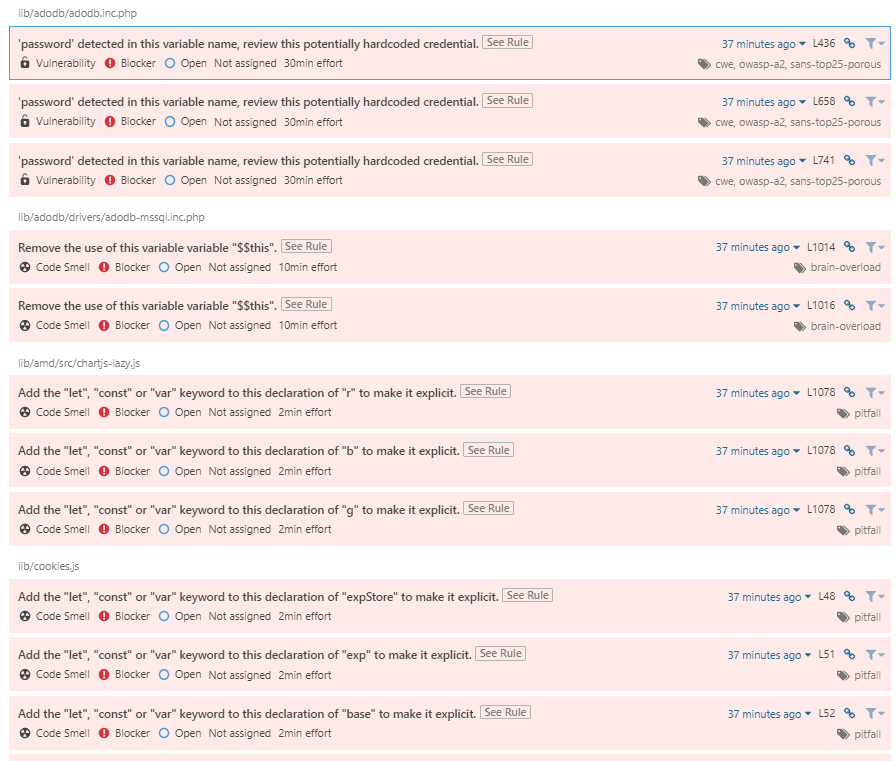 lib/adodb/adodb.inc.php
'password' detected in this variable name, review this potentially hardcoded credential. See Rule 37 minutes ago L436
Vulnerability Blocker Open Not assigned 30min effort cwe, owasp-a2, sans-top25-porous
'password' detected in this variable name, review this potentially hardcoded credential. See Rule 37 minutes ago L658
Vulnerability Blocker Open Not assigned 30min effort cwe, owasp-a2, sans-top25-porous
'password' detected in this variable name, review this potentially hardcoded credential. See Rule 37 minutes ago L741
Vulnerability Blocker Open Not assigned 30min effort cwe, owasp-a2, sans-top25-porous
lib/adodb/drivers/adodb-mssql.inc.php
Remove the use of this variable variable "$$this". See Rule 37 minutes ago L1014
Code Smell Blocker Open Not assigned 10min effort brain-overload
Remove the use of this variable variable "$$this". See Rule 37 minutes ago L1016
Code Smell Blocker Open Not assigned 10min effort brain-overload
lib/amd/src/chartjs-lazy.js
Add the "let", "const" or "var" keyword to this declaration of "r" to make it explicit. See Rule 37 minutes ago L1078
Code Smell Blocker Open Not assigned 2min effort pitfall
Add the "let", "const" or "var" keyword to this declaration of "b" to make it explicit. See Rule 37 minutes ago L1078
Code Smell Blocker Open Not assigned 2min effort pitfall
Add the "let", "const" or "var" keyword to this declaration of "g" to make it explicit. See Rule 37 minutes ago L1078
Code Smell Blocker Open Not assigned 2min effort pitfall
lib/cookies.js
Add the "let", "const" or "var" keyword to this declaration of "expStore" to make it explicit. See Rule 37 minutes ago L48
Code Smell Blocker Open Not assigned 2min effort pitfall
Add the "let", "const" or "var" keyword to this declaration of "exp" to make it explicit. See Rule 37 minutes ago L51
Code Smell Blocker Open Not assigned 2min effort pitfall
Add the "let", "const" or "var" keyword to this declaration of "base" to make it explicit. See Rule 37 minutes ago L52
Code Smell Blocker Open Not assigned 2min effort pitfall